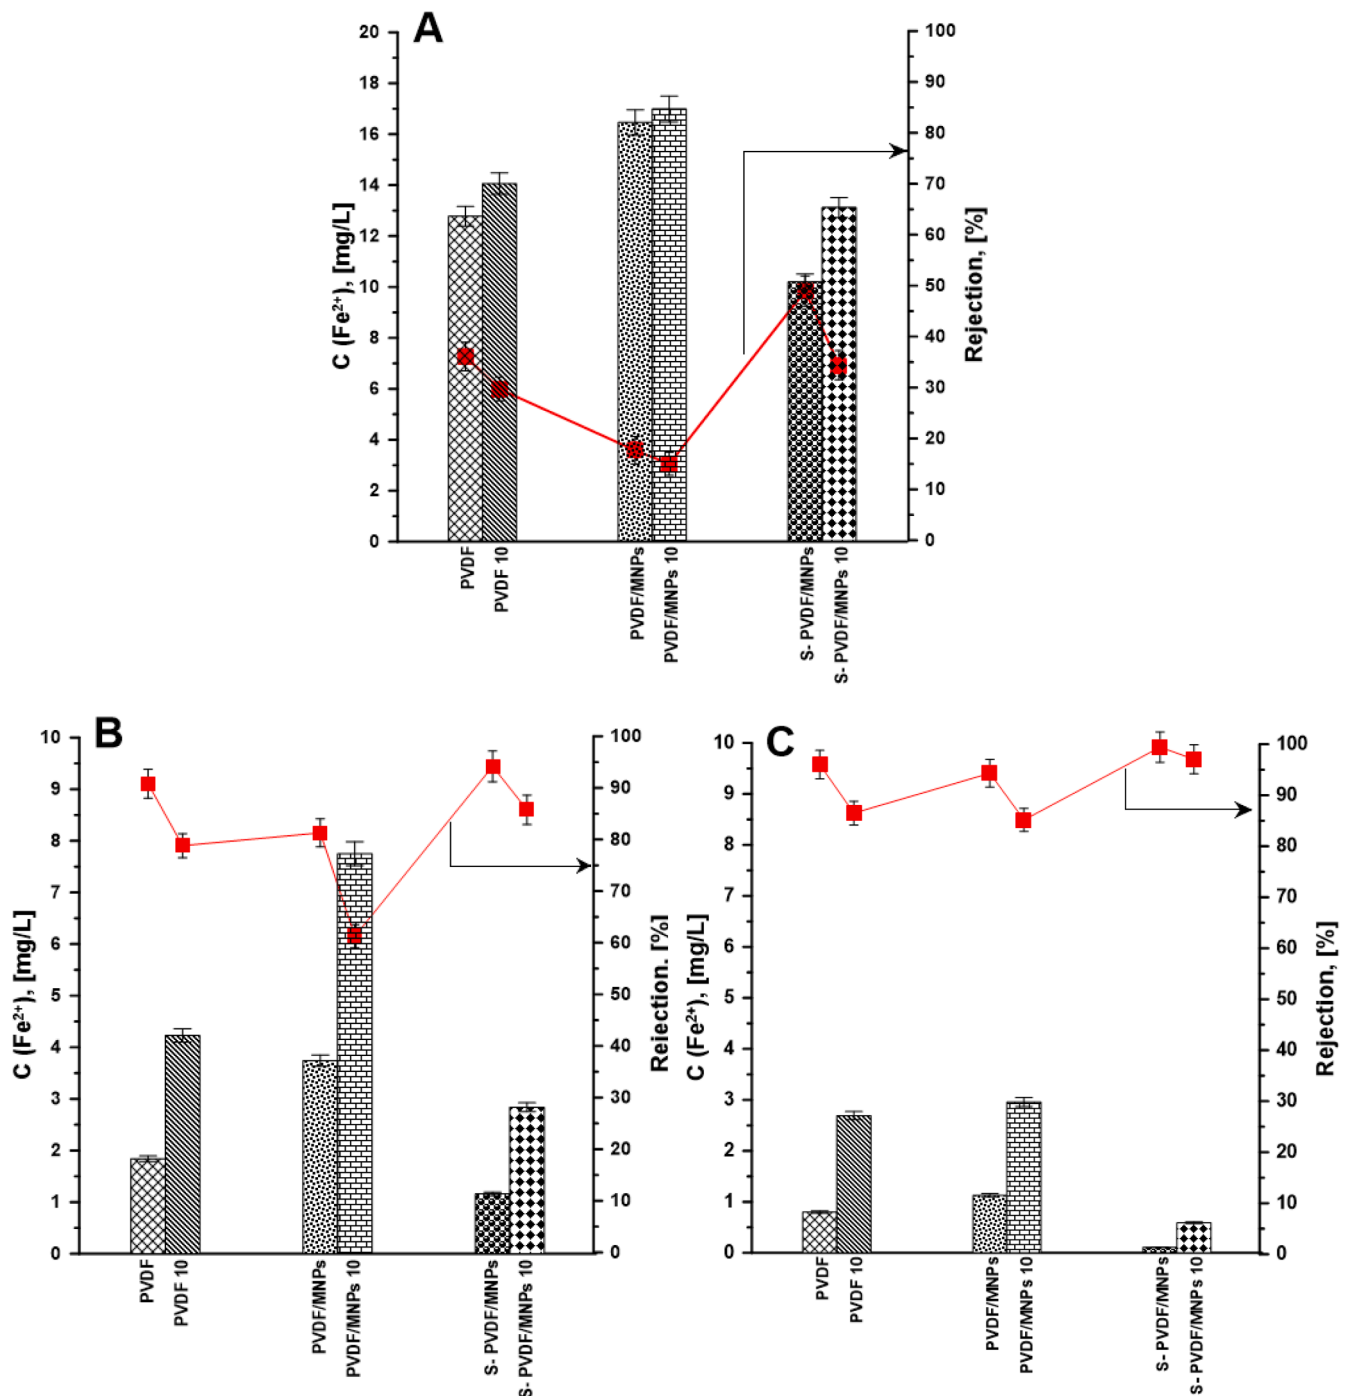 A
20
18
16
14
12
10
8
6
4
2
0
C (Fe²⁺), [mg/L]
100
90
80
70
60
50
40
30
20
10
0
Rejection, [%]
PVDF
PVDF 10
PVDF/MNPs
PVDF/MNPs 10
S- PVDF/MNPs
S- PVDF/MNPs 10
B
10
9
8
7
6
5
4
3
2
1
0
C (Fe²⁺), [mg/L]
100
90
80
70
60
50
40
30
20
10
0
Reiection. [%]
PVDF
PVDF 10
PVDF/MNPs
PVDF/MNPs 10
S- PVDF/MNPs
S- PVDF/MNPs 10
C
10
9
8
7
6
5
4
3
2
1
0
C (Fe²⁺), [mg/L]
100
90
80
70
60
50
40
30
20
10
0
Rejection, [%]
PVDF
PVDF 10
PVDF/MNPs
PVDF/MNPs 10
S- PVDF/MNPs
S- PVDF/MNPs 10